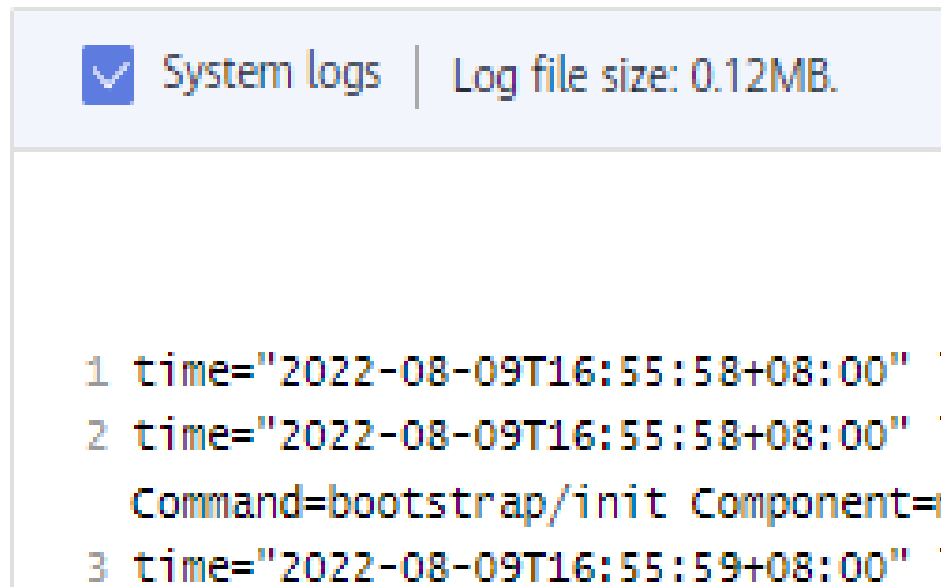 System logs | Log file size: 0.12MB.
1 time="2022-08-09T16:55:58+08:00"
2 time="2022-08-09T16:55:58+08:00"
Command=bootstrap/init Component=
3 time="2022-08-09T16:55:59+08:00"